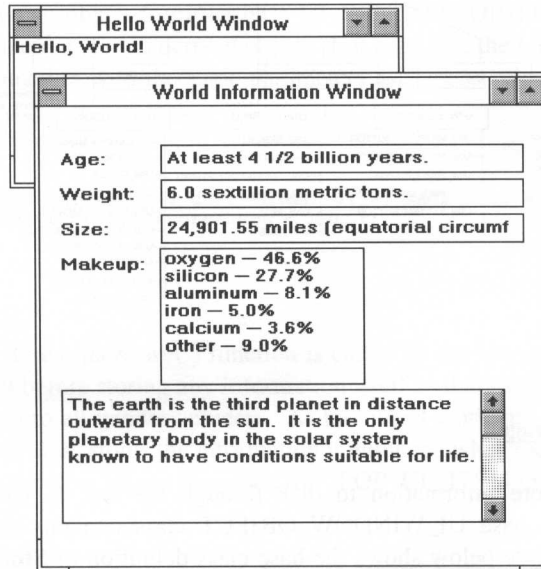 Hello World Window
Hello, World!
World Information Window
Age: At least 4 1/2 billion years.
Weight: 6.0 sextillion metric tons.
Size: 24,901.55 miles (equatorial circumf
Makeup: oxygen — 46.6%
silicon — 27.7%
aluminum — 8.1%
iron — 5.0%
calcium — 3.6%
other — 9.0%
The earth is the third planet in distance
outward from the sun. It is the only
planetary body in the solar system
known to have conditions suitable for life.